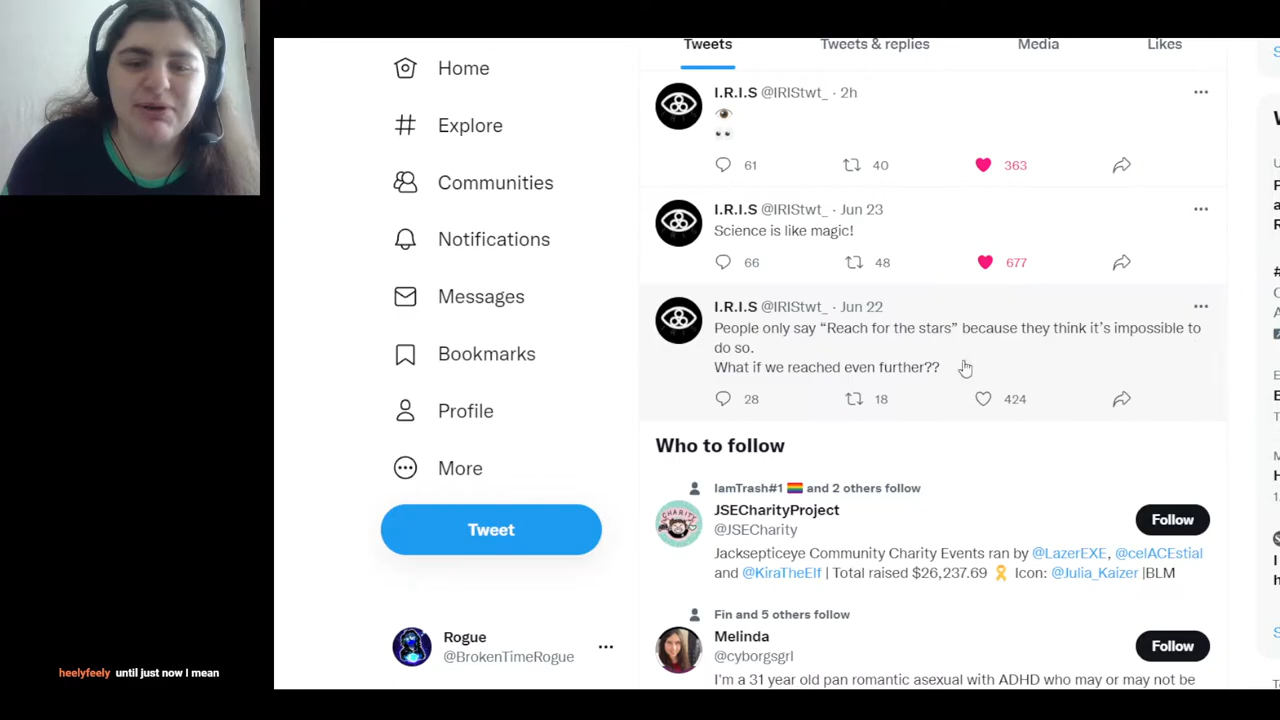 Tweets
Tweets & replies
Media
Likes
Home
Explore
Communities
Notifications
Messages
Bookmarks
Profile
More
Tweet
Rogue
@BrokenTimeRogue
I.R.I.S @IRIStwt_ · 2h
61
40
363
I.R.I.S @IRIStwt_ · Jun 23
Science is like magic!
66
48
677
I.R.I.S @IRIStwt_ · Jun 22
People only say “Reach for the stars” because they think it’s impossible to
do so.
What if we reached even further??
28
18
424
Who to follow
IamTrash#1 and 2 others follow
JSECharityProject
@JSECharity
Follow
Jacksepticeye Community Charity Events ran by @LazerEXE, @celACEstial
and @KiraTheElf | Total raised $26,237.69 Icon: @Julia_Kaizer |BLM
Fin and 5 others follow
Melinda
@cyborgsgrl
Follow
I'm a 31 year old pan romantic asexual with ADHD who may or may not be
heelyfeely until just now I mean